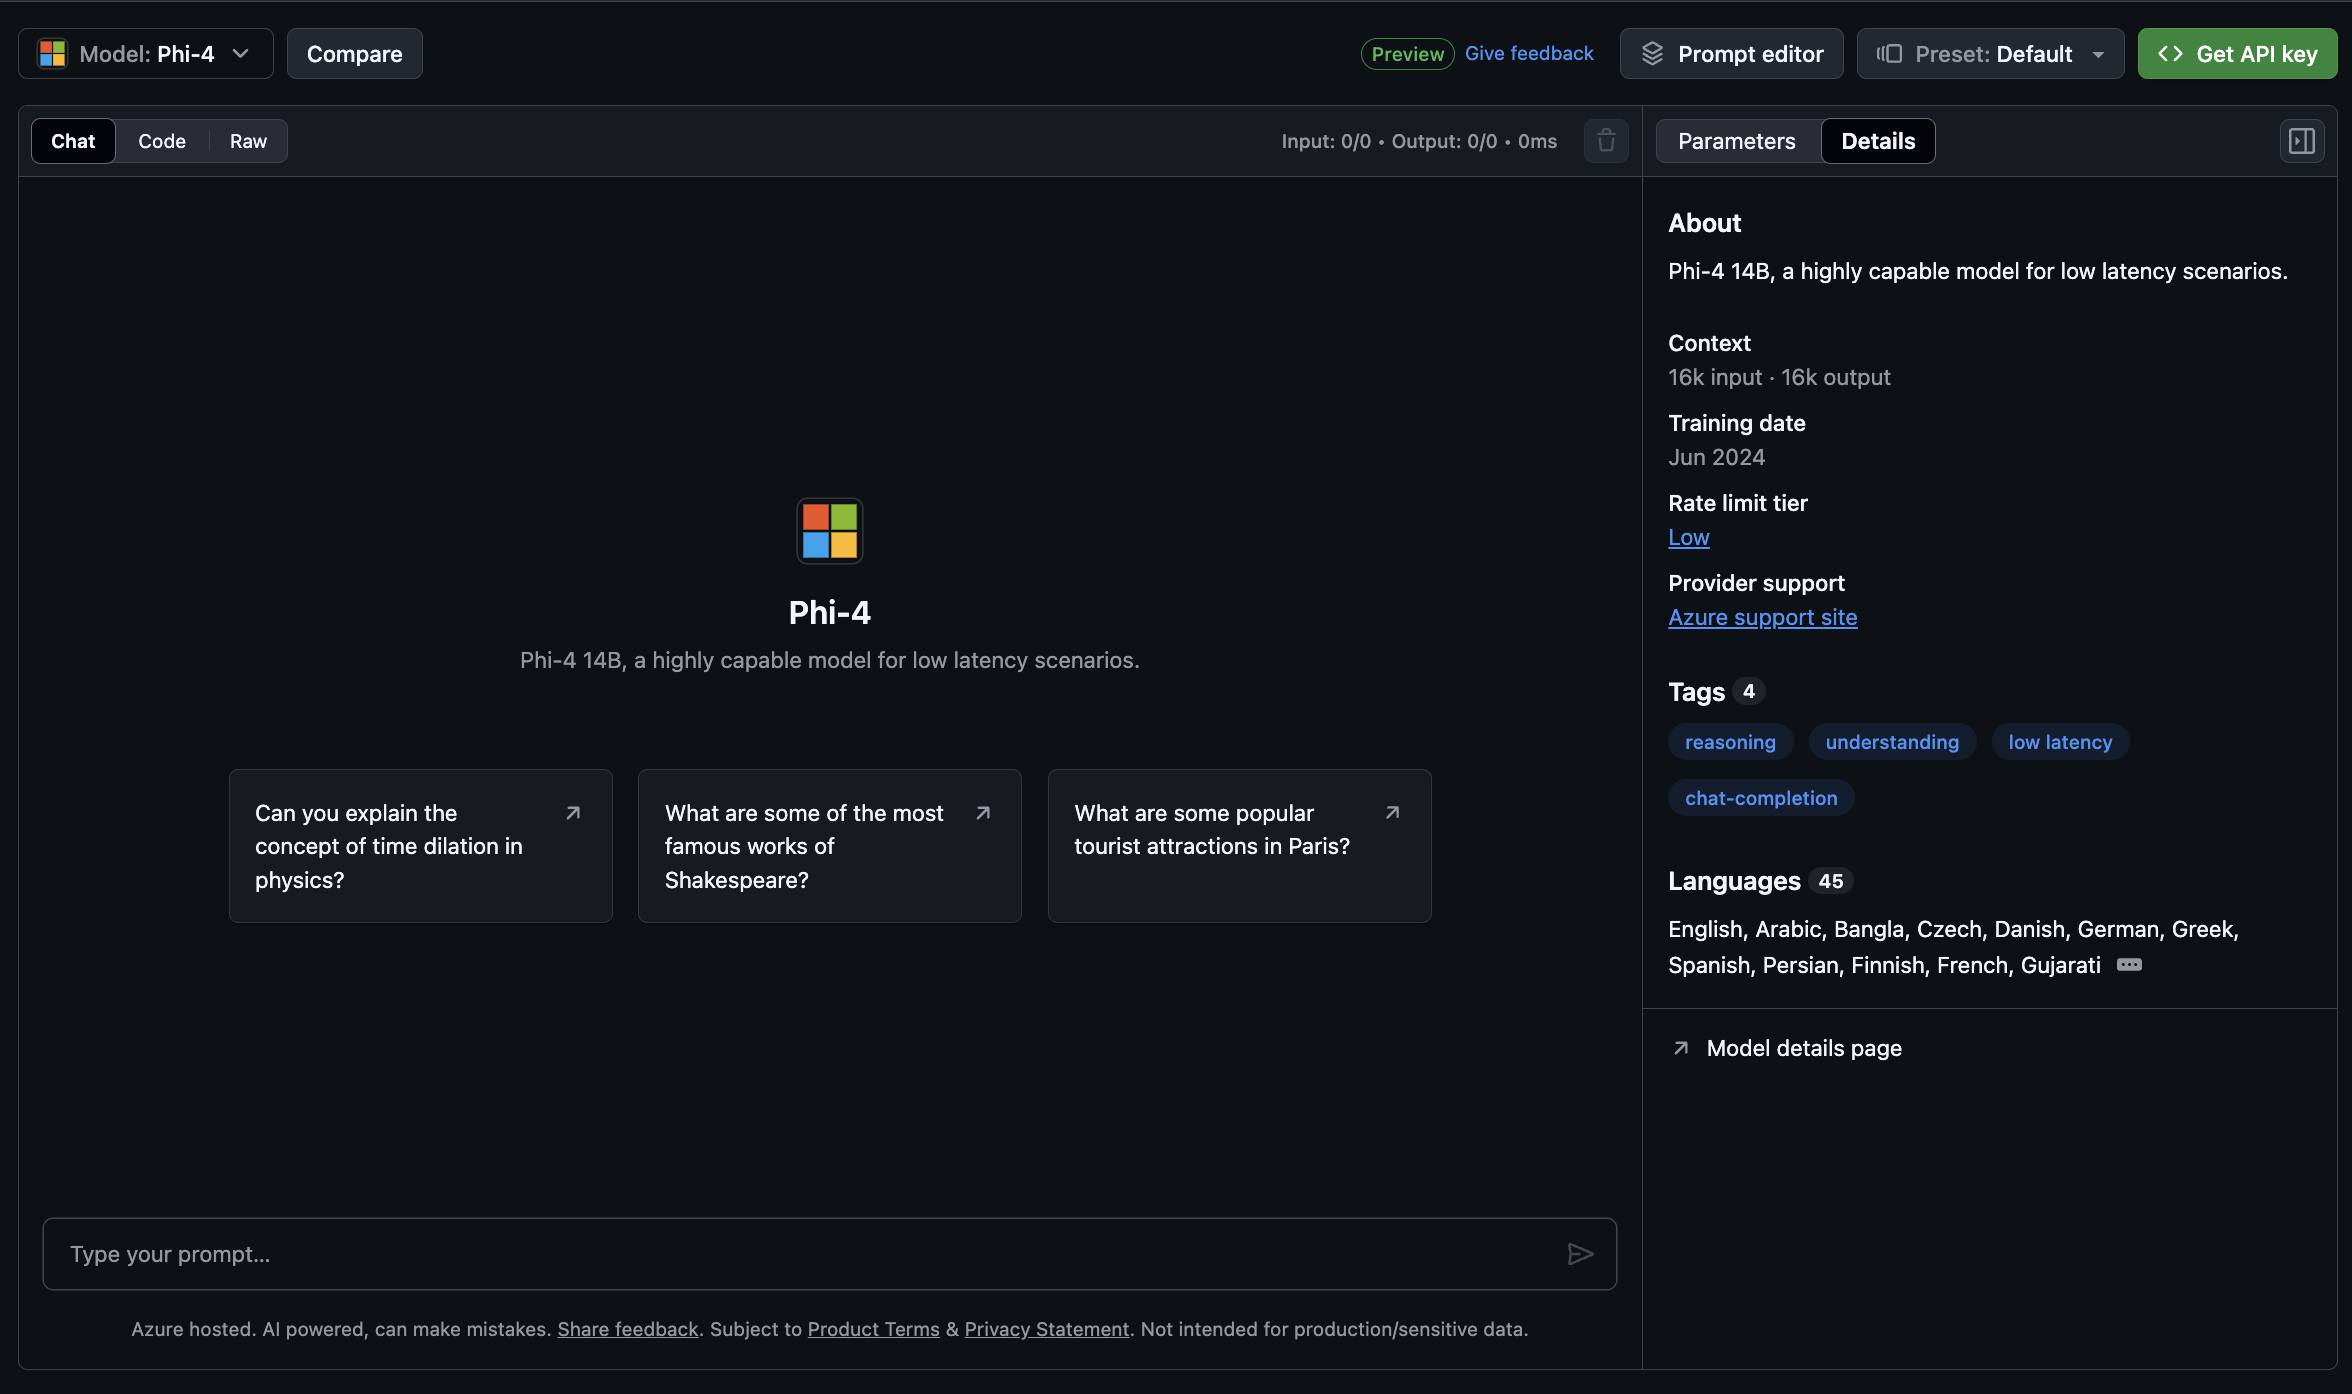 Model: Phi-4
Compare
Preview
Give feedback
Prompt editor
Preset: Default
Get API key
Chat
Code
Raw
Input: 0/0 • Output: 0/0 • 0ms
Parameters
Details
Phi-4
Phi-4 14B, a highly capable model for low latency scenarios.
Can you explain the
concept of time dilation in
physics?
What are some of the most
famous works of
Shakespeare?
What are some popular
tourist attractions in Paris?
Type your prompt...
Azure hosted. AI powered, can make mistakes. Share feedback. Subject to Product Terms & Privacy Statement. Not intended for production/sensitive data.
About
Phi-4 14B, a highly capable model for low latency scenarios.
Context
16k input · 16k output
Training date
Jun 2024
Rate limit tier
Low
Provider support
Azure support site
Tags 4
reasoning
understanding
low latency
chat-completion
Languages 45
English, Arabic, Bangla, Czech, Danish, German, Greek,
Spanish, Persian, Finnish, French, Gujarati
Model details page